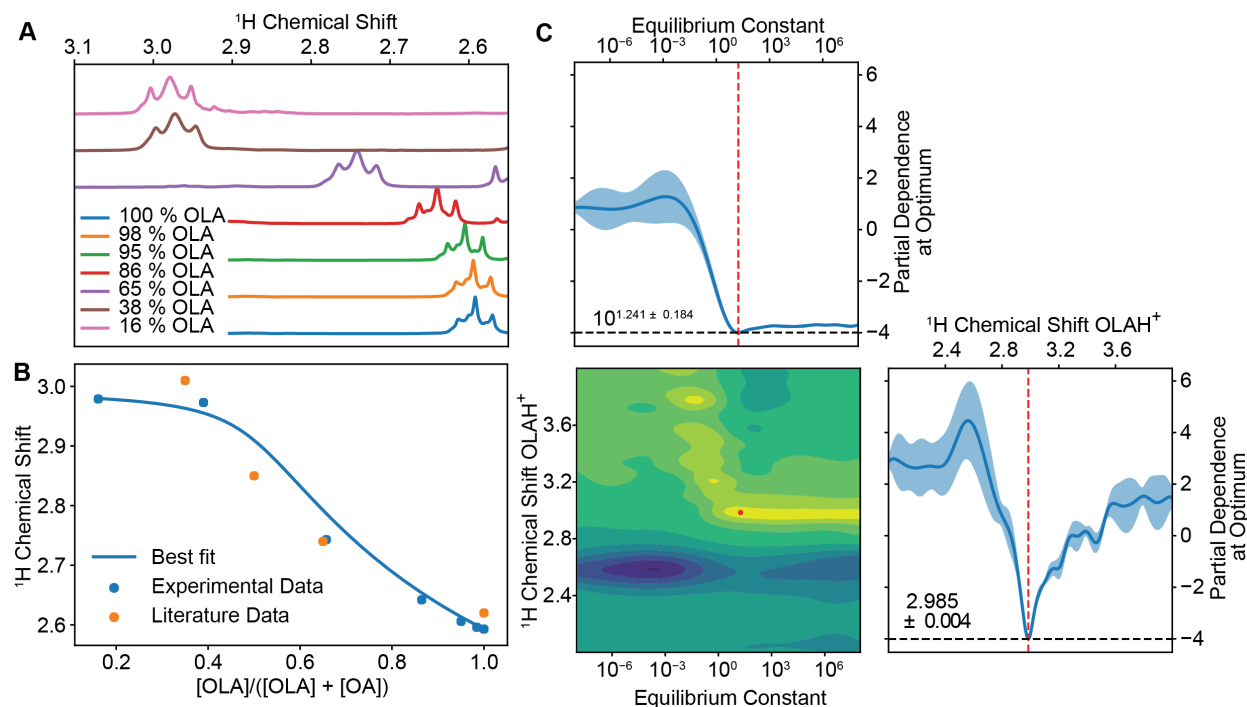 A
¹H Chemical Shift
3.1 3.0 2.9 2.8 2.7 2.6
100 % OLA
98 % OLA
95 % OLA
86 % OLA
65 % OLA
38 % OLA
16 % OLA
B
¹H Chemical Shift
3.0
2.9
2.8
2.7
2.6
Best fit
Experimental Data
Literature Data
0.2 0.4 0.6 0.8 1.0
[OLA]/([OLA] + [OA])
C
Equilibrium Constant
10⁻⁶ 10⁻³ 10⁰ 10³ 10⁶
6
4
2
0
−2
−4
Partial Dependence
at Optimum
10¹·²⁴¹ ᐩ 0.184
¹H Chemical Shift OLAH⁺
3.6
3.2
2.8
2.4
10⁻⁶ 10⁻³ 10⁰ 10³ 10⁶
Equilibrium Constant
¹H Chemical Shift OLAH⁺
2.4 2.8 3.2 3.6
6
4
2
0
−2
−4
Partial Dependence
at Optimum
2.985
± 0.004